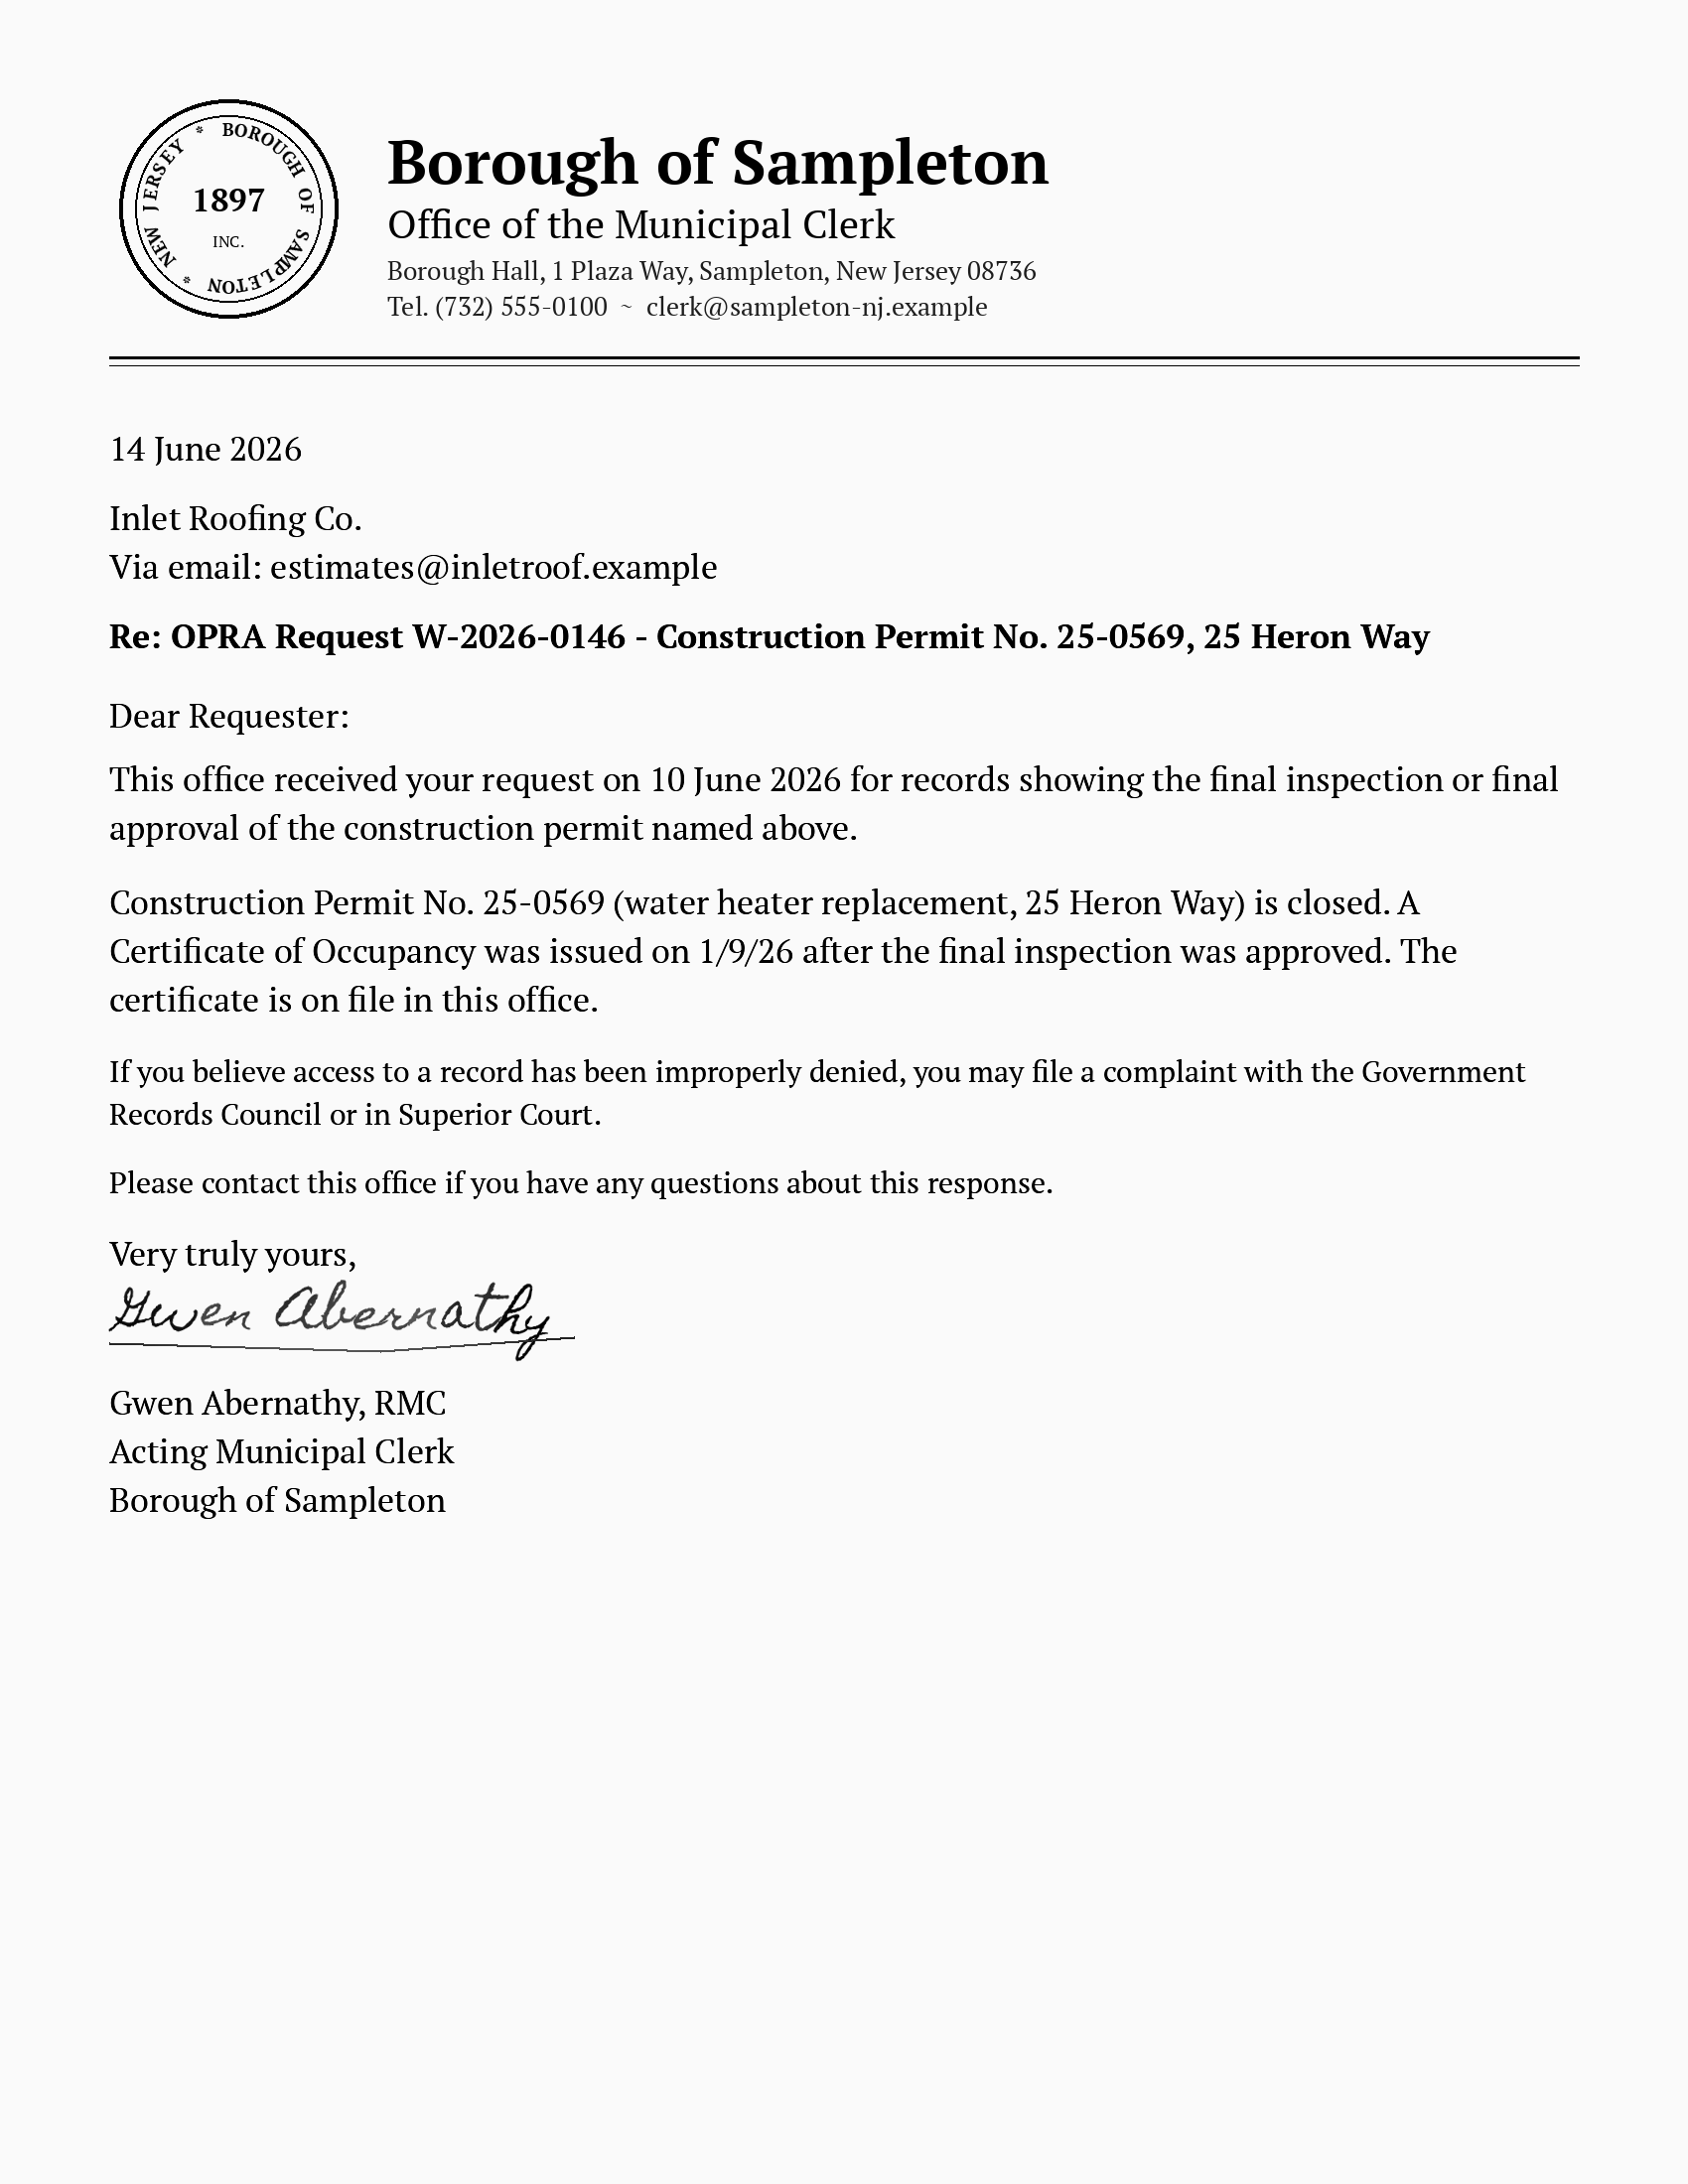 * BOROUGH OF SAMPLETON * NEW JERSEY
1897
INC.
Borough of Sampleton
Office of the Municipal Clerk
Borough Hall, 1 Plaza Way, Sampleton, New Jersey 08736
Tel. (732) 555-0100 ~ clerk@sampleton-nj.example
14 June 2026
Inlet Roofing Co.
Via email: estimates@inletroof.example
Re: OPRA Request W-2026-0146 - Construction Permit No. 25-0569, 25 Heron Way
Dear Requester:
This office received your request on 10 June 2026 for records showing the final inspection or final
approval of the construction permit named above.
Construction Permit No. 25-0569 (water heater replacement, 25 Heron Way) is closed. A
Certificate of Occupancy was issued on 1/9/26 after the final inspection was approved. The
certificate is on file in this office.
If you believe access to a record has been improperly denied, you may file a complaint with the Government
Records Council or in Superior Court.
Please contact this office if you have any questions about this response.
Very truly yours,
Gwen Abernathy
Gwen Abernathy, RMC
Acting Municipal Clerk
Borough of Sampleton